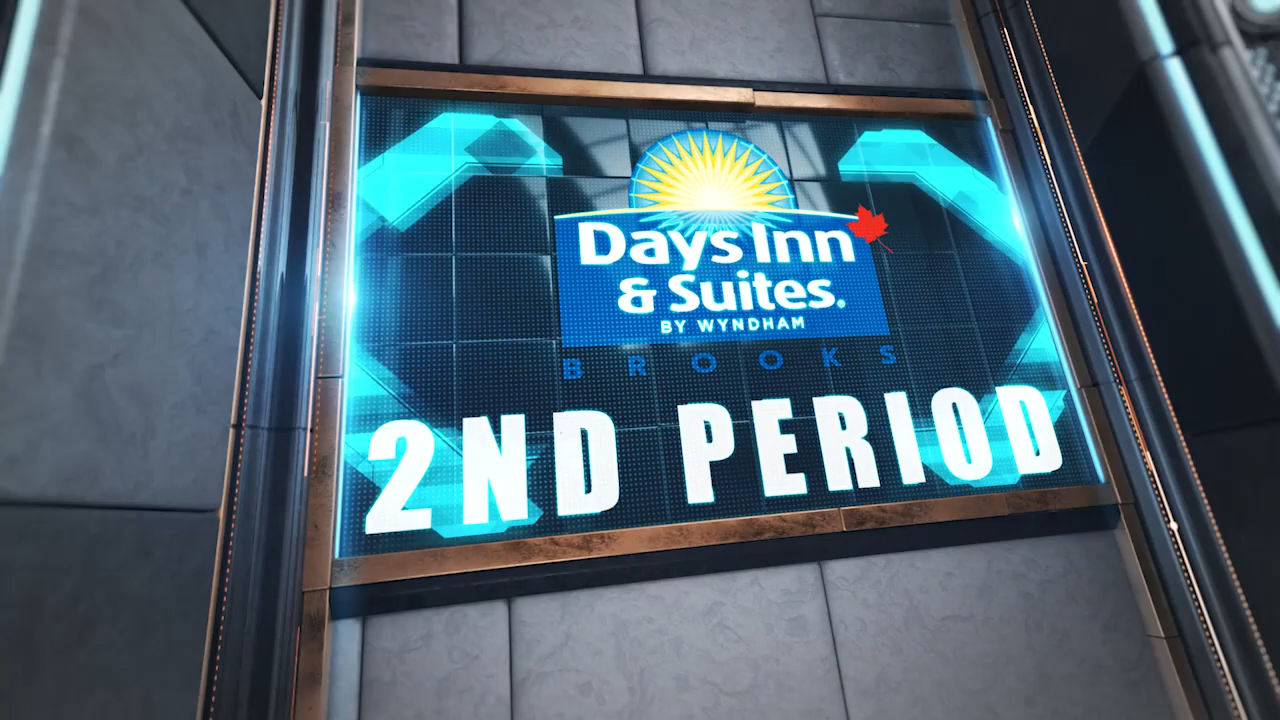 Days Inn
& Suites.
BY WYNDHAM
BROOKS
2ND PERIOD